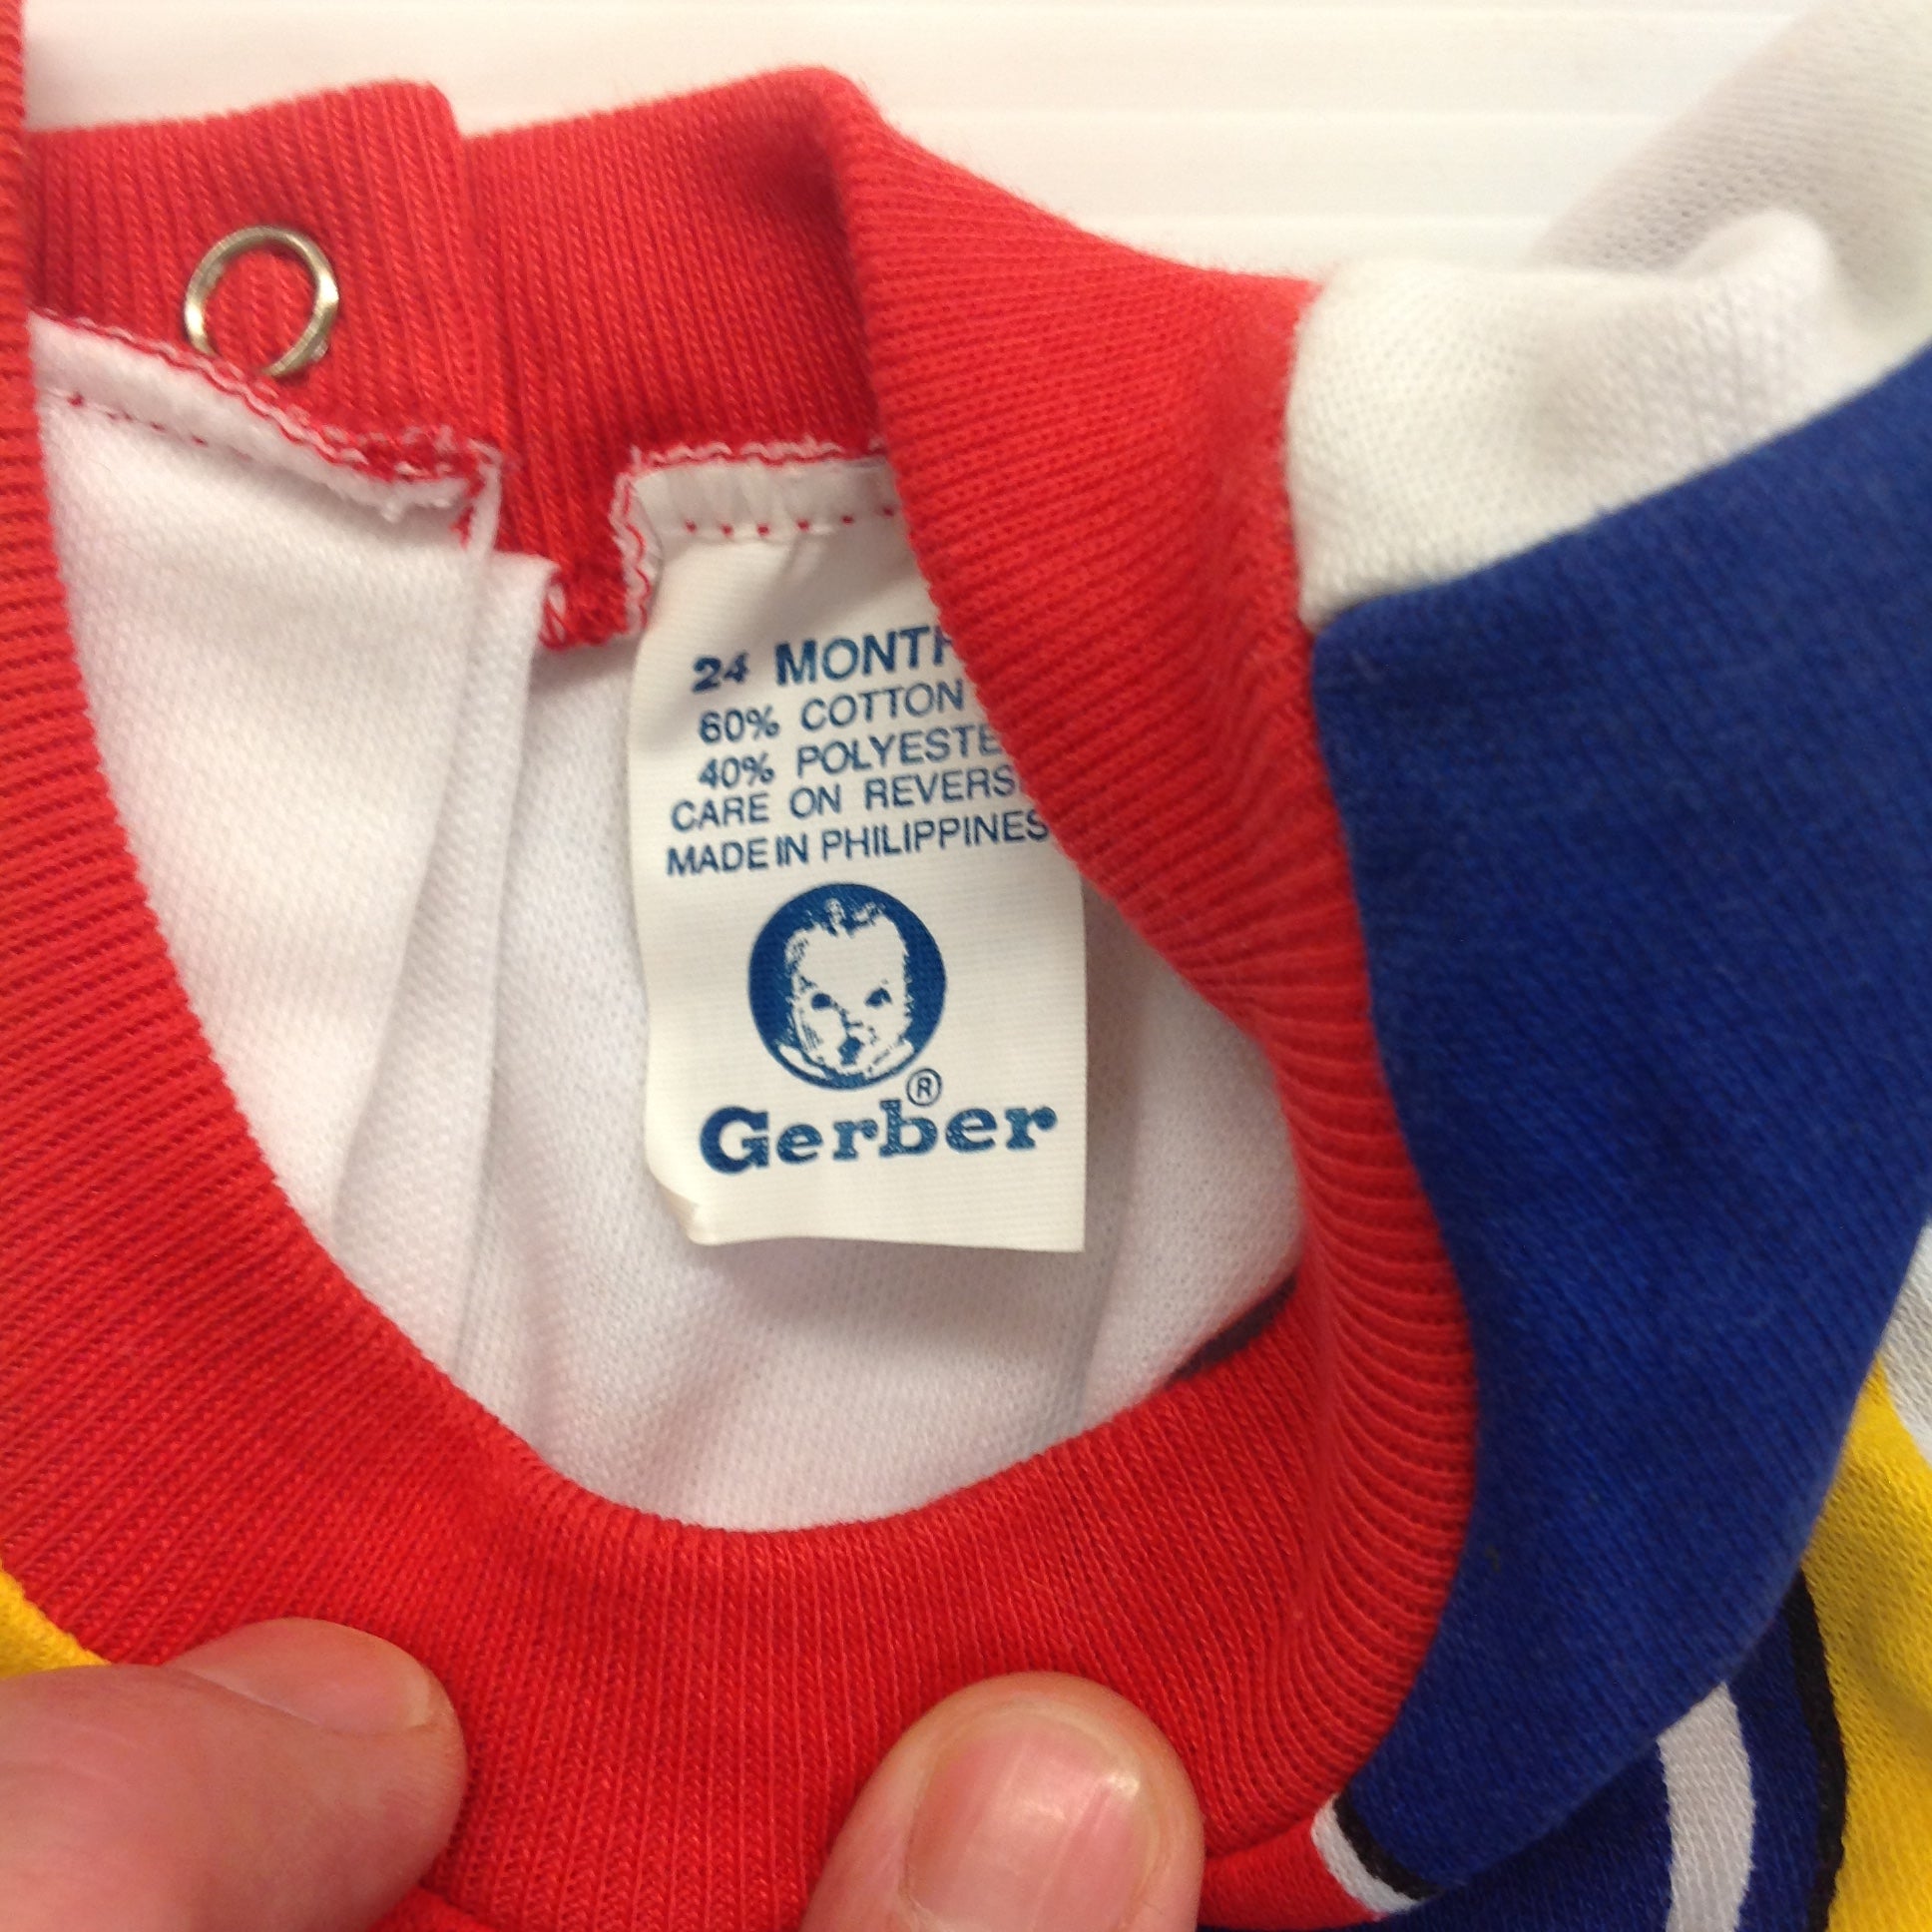 24 MONTH
60% COTTON
40% POLYESTE
CARE ON REVERS
MADE IN PHILIPPINES
®
Gerber